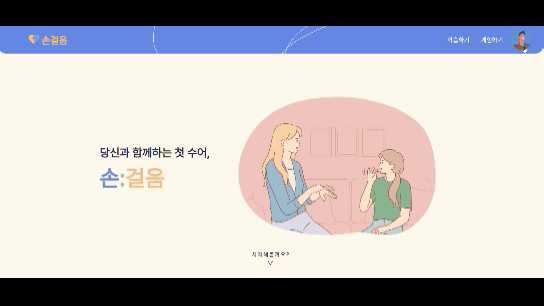 손걸음
학습하기 게임하기
당신과 함께하는 첫 수어,
손:걸음
시작해볼까요?